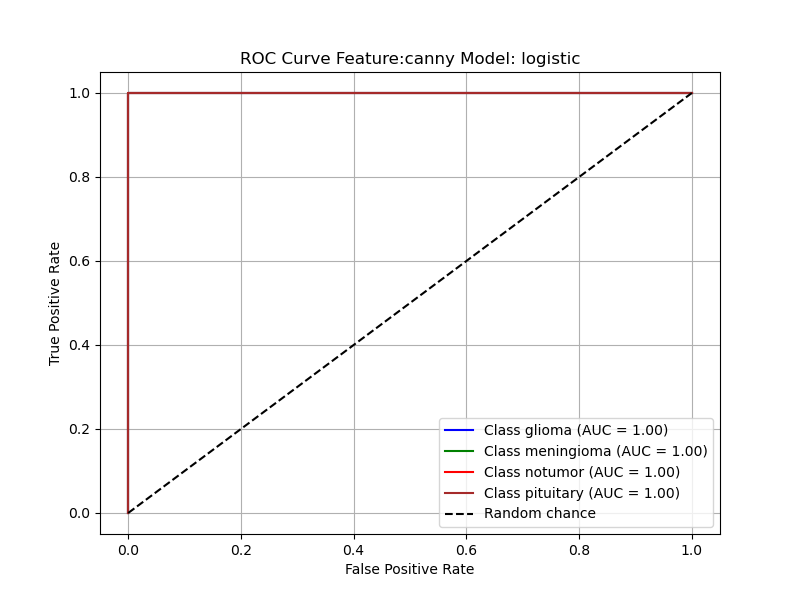 ROC Curve Feature:canny Model: logistic
True Positive Rate
1.0
0.8
0.6
0.4
0.2
0.0
Class glioma (AUC = 1.00)
Class meningioma (AUC = 1.00)
Class notumor (AUC = 1.00)
Class pituitary (AUC = 1.00)
Random chance
0.0 0.2 0.4 0.6 0.8 1.0
False Positive Rate